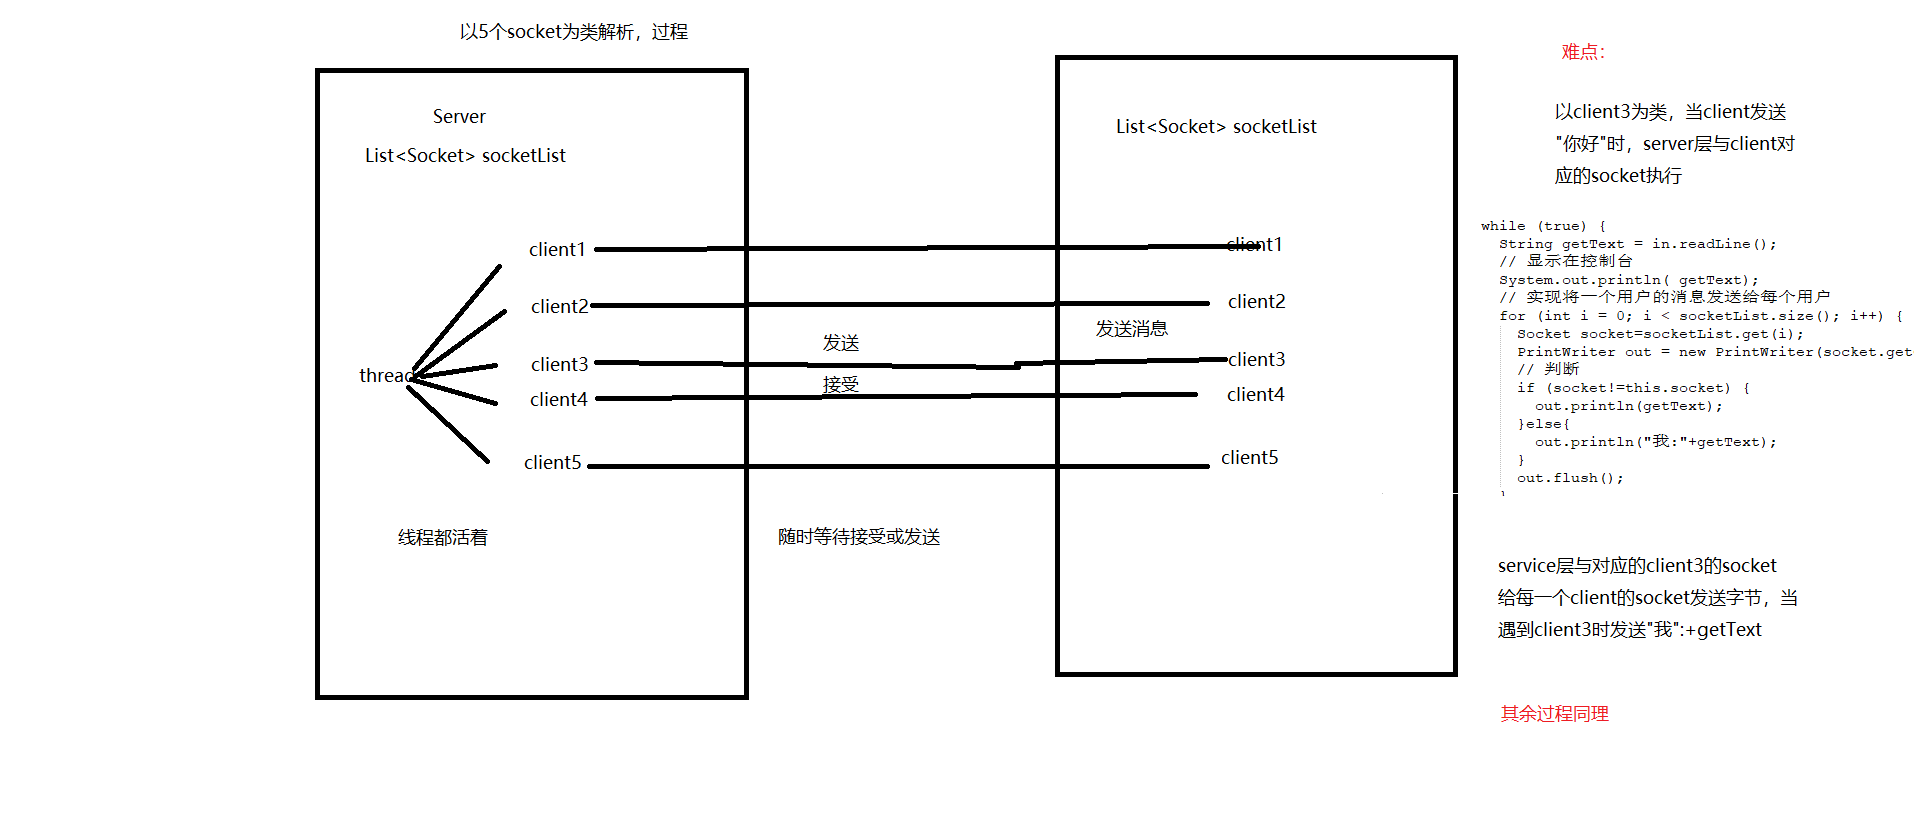 以5个socket为类解析，过程
Server
List<Socket> socketList
client1
client2
client3
thread
client4
client5
线程都活着
发送
接受
随时等待接受或发送
List<Socket> socketList
client1
client2
发送消息
client3
client4
client5
难点：
以client3为类，当client发送
"你好"时，server层与client对
应的socket执行
while (true) {
String getText = in.readLine();
// 显示在控制台
System.out.println( getText);
// 实现将一个用户的消息发送给每个用户
for (int i = 0; i < socketList.size(); i++) {
Socket socket=socketList.get(i);
PrintWriter out = new PrintWriter(socket.get
// 判断
if (socket!=this.socket) {
out.println(getText);
}else{
out.println("我:"+getText);
}
out.flush();
}
service层与对应的client3的socket
给每一个client的socket发送字节，当
遇到client3时发送"我":+getText
其余过程同理